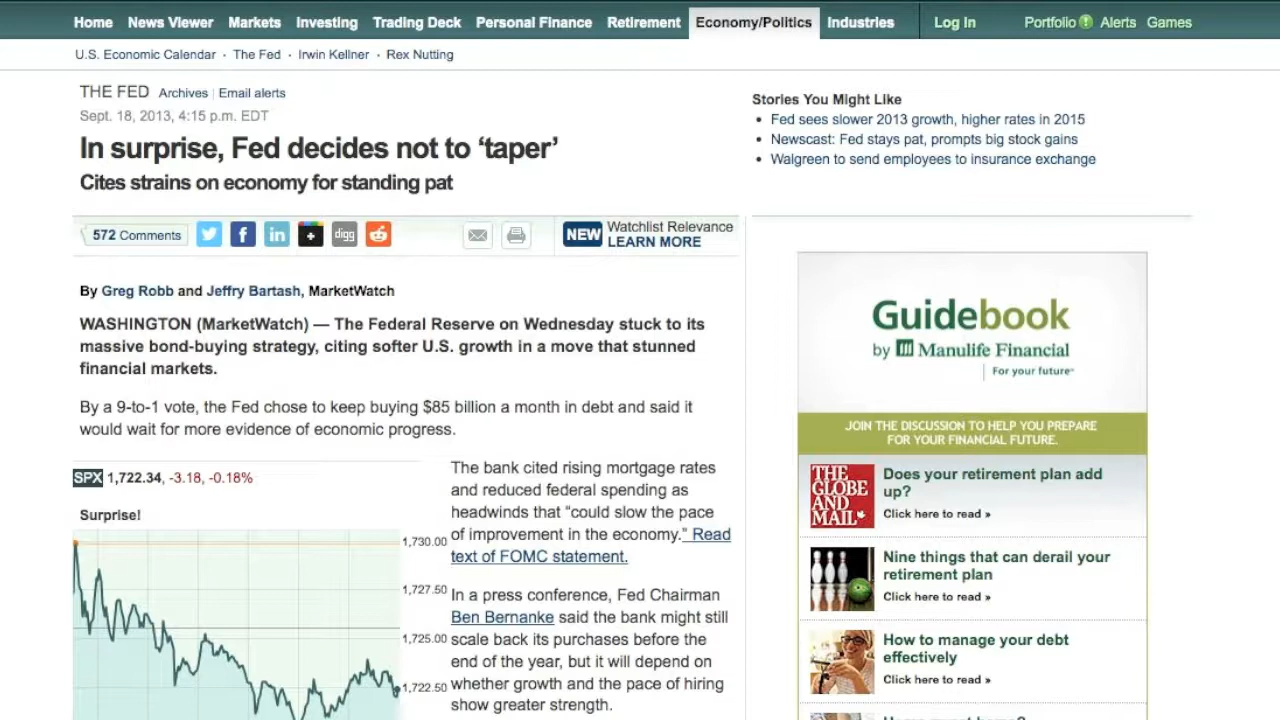 Home News Viewer Markets Investing Trading Deck Personal Finance Retirement Economy/Politics Industries Log In Portfolio Alerts Games
U.S. Economic Calendar · The Fed · Irwin Kellner · Rex Nutting
THE FED Archives | Email alerts
Sept. 18, 2013, 4:15 p.m. EDT
In surprise, Fed decides not to ‘taper’
Cites strains on economy for standing pat
572 Comments
digg
NEW Watchlist Relevance
LEARN MORE
By Greg Robb and Jeffry Bartash, MarketWatch
WASHINGTON (MarketWatch) — The Federal Reserve on Wednesday stuck to its
massive bond-buying strategy, citing softer U.S. growth in a move that stunned
financial markets.
By a 9-to-1 vote, the Fed chose to keep buying $85 billion a month in debt and said it
would wait for more evidence of economic progress.
SPX 1,722.34, -3.18, -0.18%
Surprise!
1,730.00
1,727.50
1,725.00
1,722.50
The bank cited rising mortgage rates
and reduced federal spending as
headwinds that “could slow the pace
of improvement in the economy.” Read
text of FOMC statement.
In a press conference, Fed Chairman
Ben Bernanke said the bank might still
scale back its purchases before the
end of the year, but it will depend on
whether growth and the pace of hiring
show greater strength.
Stories You Might Like
• Fed sees slower 2013 growth, higher rates in 2015
• Newscast: Fed stays pat, prompts big stock gains
• Walgreen to send employees to insurance exchange
Guidebook
by Manulife Financial
For your future™
JOIN THE DISCUSSION TO HELP YOU PREPARE
FOR YOUR FINANCIAL FUTURE.
THE
GLOBE
AND
MAIL
Does your retirement plan add
up?
Click here to read »
Nine things that can derail your
retirement plan
Click here to read »
How to manage your debt
effectively
Click here to read »